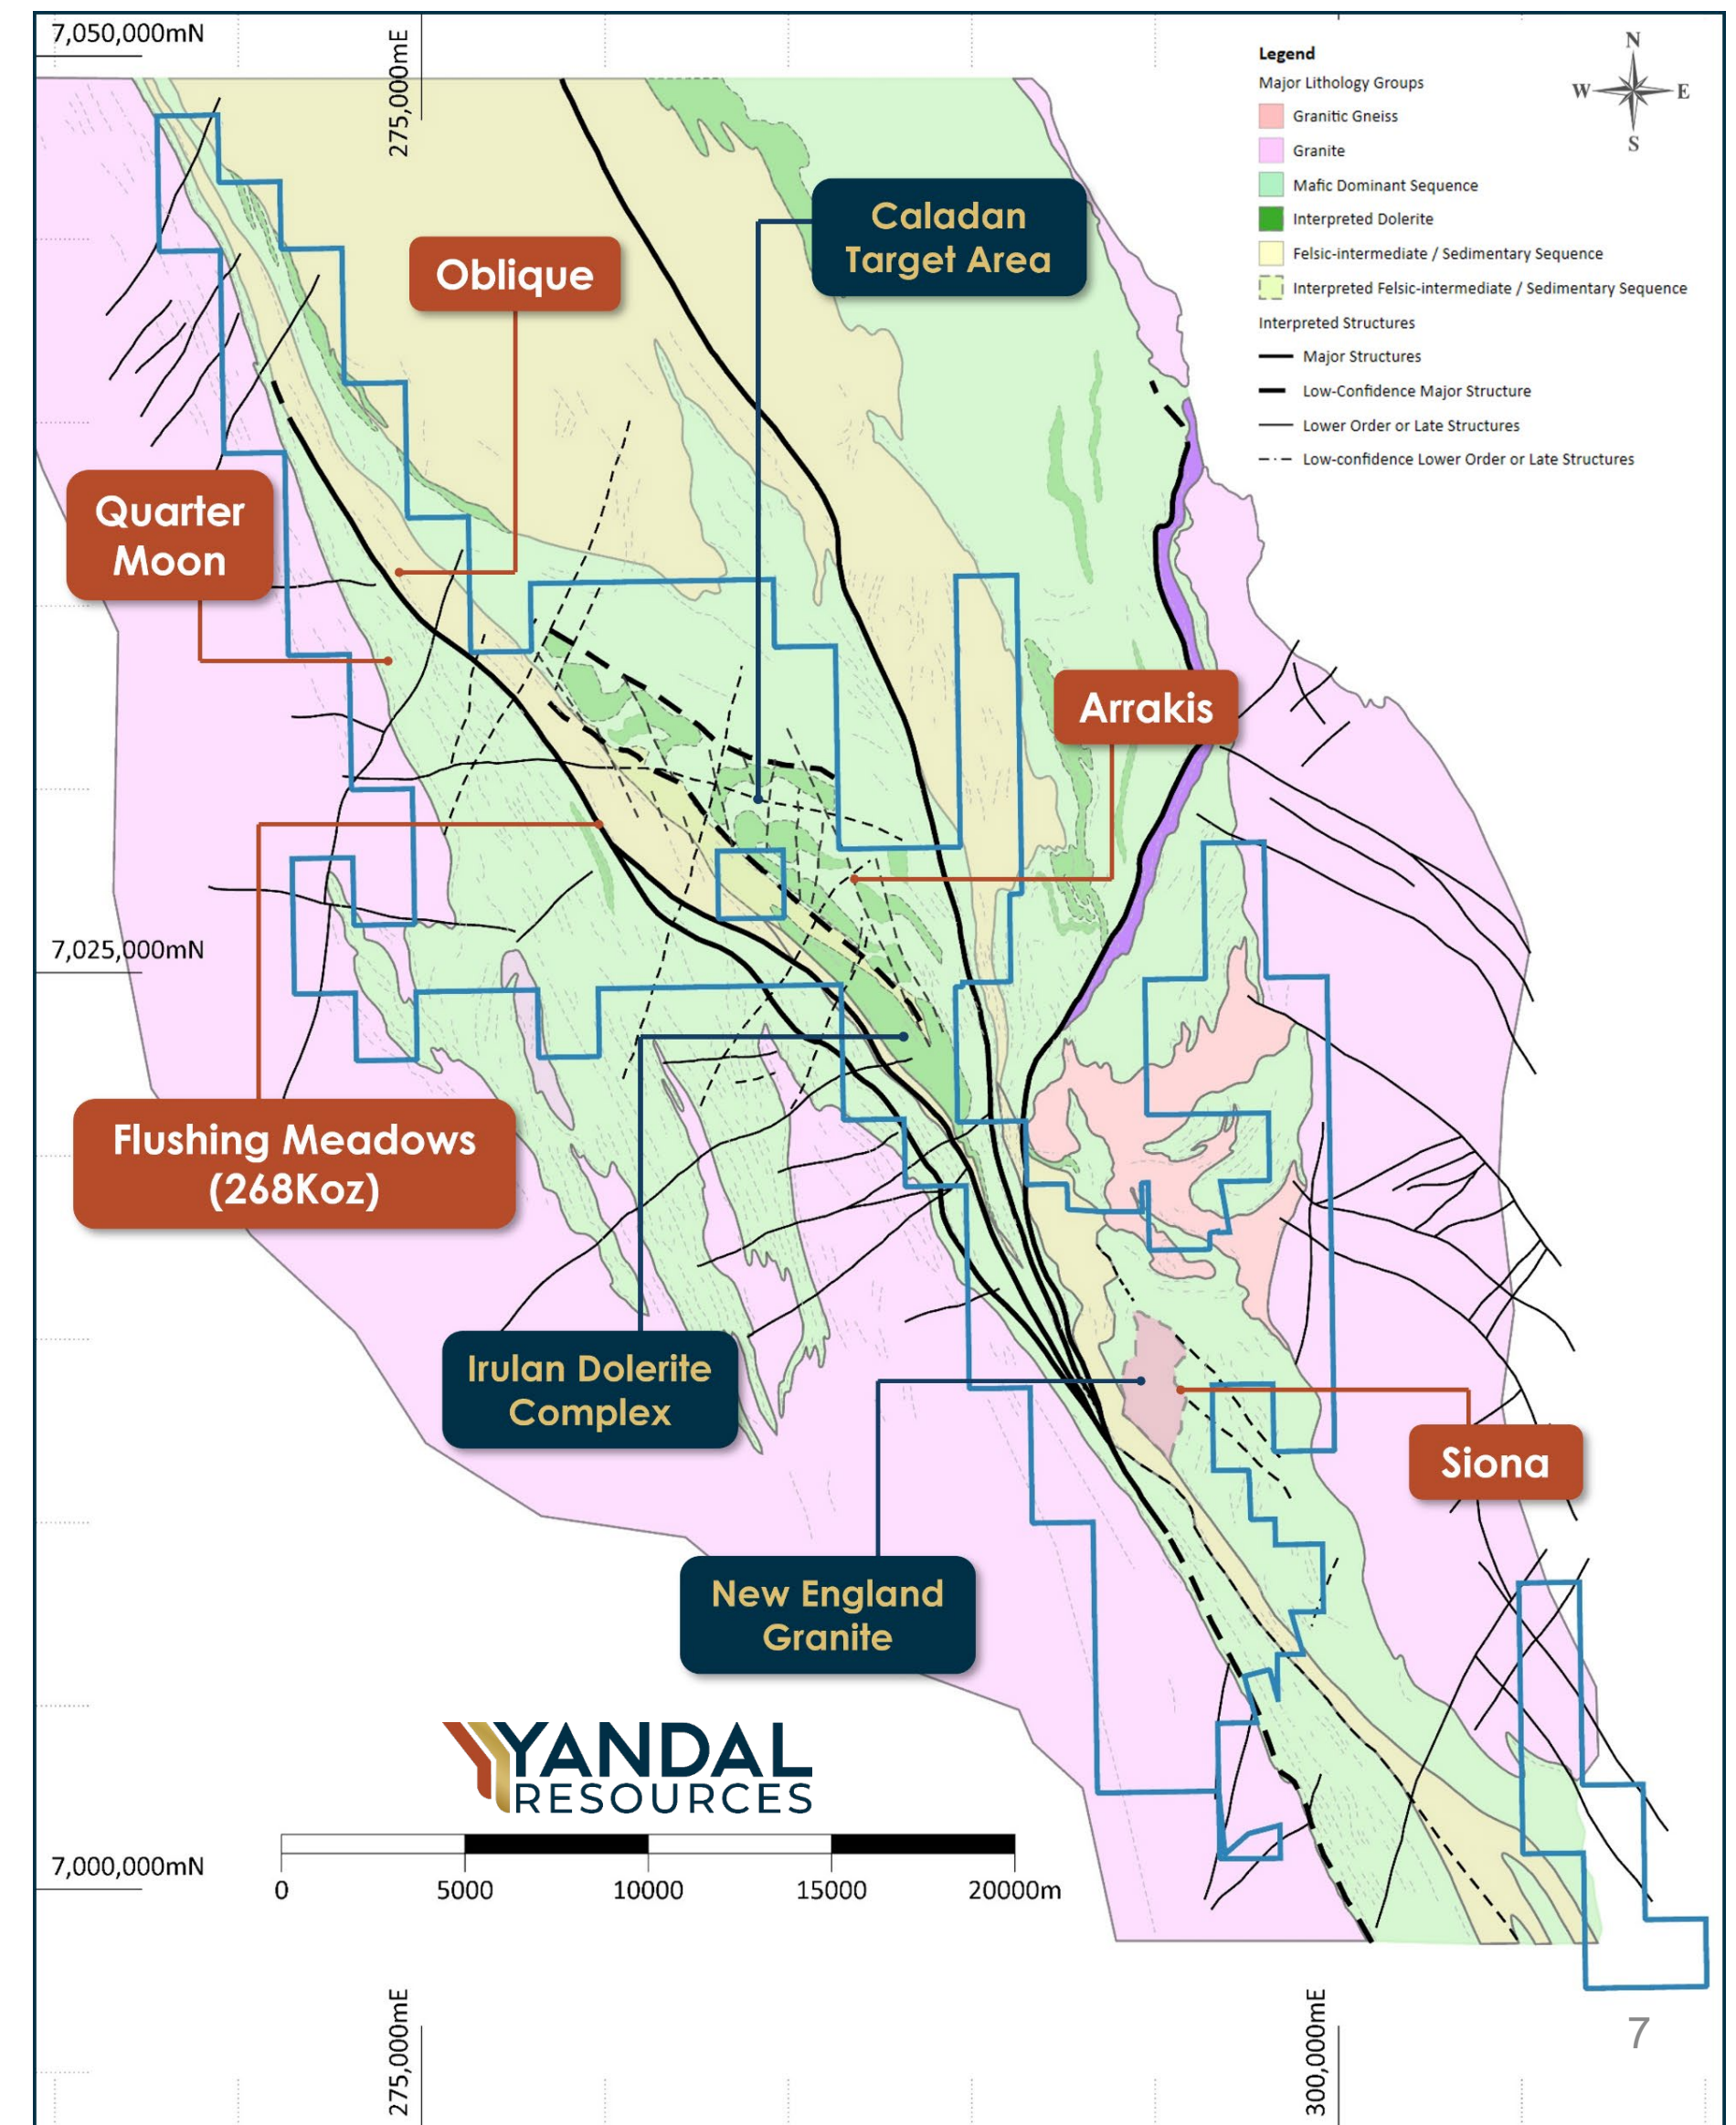 7,050,000mN
275,000mE
Legend
Major Lithology Groups
Granitic Gneiss
Granite
Mafic Dominant Sequence
Interpreted Dolerite
Felsic-intermediate / Sedimentary Sequence
Interpreted Felsic-intermediate / Sedimentary Sequence
Interpreted Structures
Major Structures
Low-Confidence Major Structure
Lower Order or Late Structures
Low-confidence Lower Order or Late Structures
N
W
E
S
Caladan
Target Area
Oblique
Quarter
Moon
Arrakis
7,025,000mN
Flushing Meadows
(268Koz)
Irulan Dolerite
Complex
Siona
New England
Granite
YANDAL
RESOURCES
7,000,000mN
0
5000
10000
15000
20000m
275,000mE
300,000mE
7